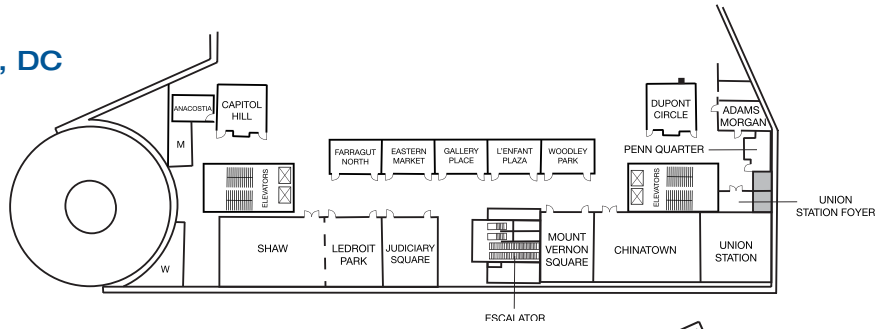 , DC
ANACOSTIA
CAPITOL
HILL
M
DUPONT
CIRCLE
ADAMS
MORGAN
FARRAGUT
NORTH
EASTERN
MARKET
GALLERY
PLACE
L'ENFANT
PLAZA
WOODLEY
PARK
PENN QUARTER
ELEVATORS
ELEVATORS
UNION
STATION FOYER
SHAW
LEDROIT
PARK
JUDICIARY
SQUARE
MOUNT
VERNON
SQUARE
CHINATOWN
UNION
STATION
W
ESCALATOR